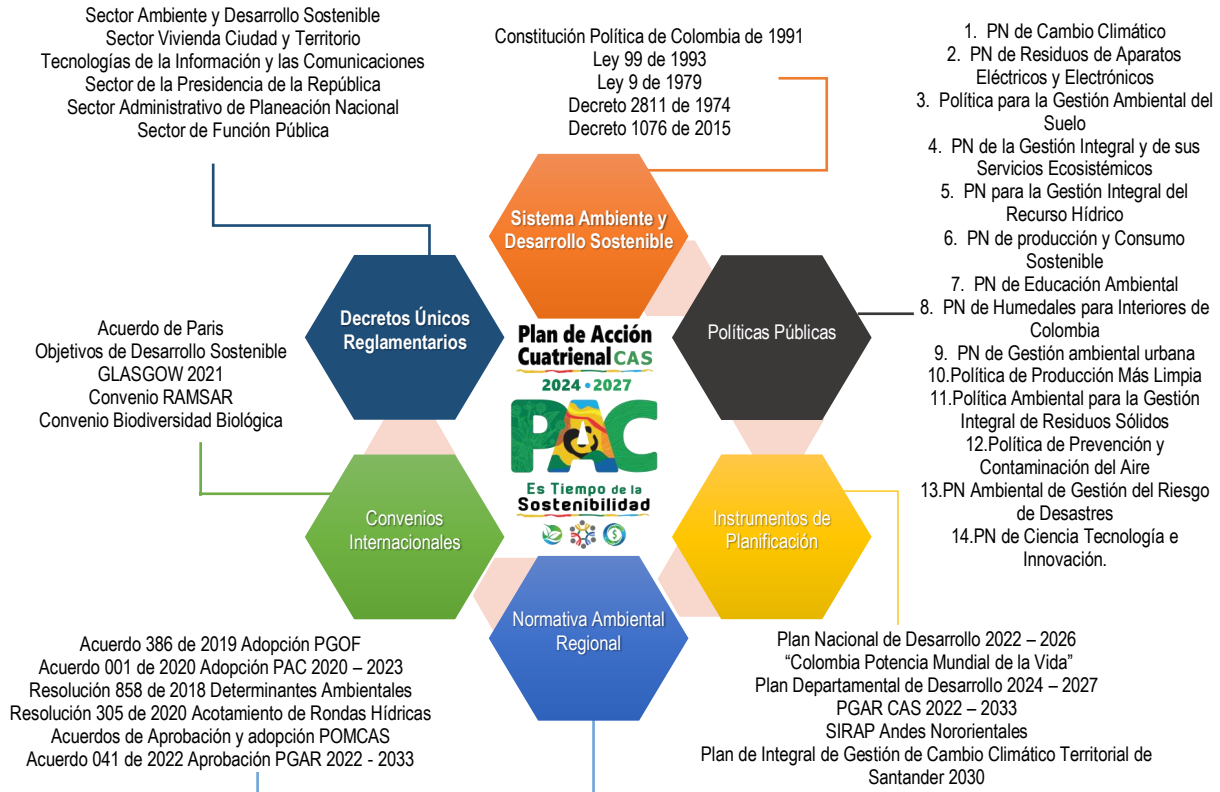 Sector Ambiente y Desarrollo Sostenible
Sector Vivienda Ciudad y Territorio
Tecnologías de la Información y las Comunicaciones
Sector de la Presidencia de la República
Sector Administrativo de Planeación Nacional
Sector de Función Pública
Constitución Política de Colombia de 1991
Ley 99 de 1993
Ley 9 de 1979
Decreto 2811 de 1974
Decreto 1076 de 2015
1. PN de Cambio Climático
2. PN de Residuos de Aparatos
Eléctricos y Electrónicos
3. Política para la Gestión Ambiental del
Suelo
4. PN de la Gestión Integral y de sus
Servicios Ecosistémicos
5. PN para la Gestión Integral del
Recurso Hídrico
6. PN de producción y Consumo
Sostenible
7. PN de Educación Ambiental
8. PN de Humedales para Interiores de
Colombia
9. PN de Gestión ambiental urbana
10.Política de Producción Más Limpia
11.Política Ambiental para la Gestión
Integral de Residuos Sólidos
12.Política de Prevención y
Contaminación del Aire
13.PN Ambiental de Gestión del Riesgo
de Desastres
14.PN de Ciencia Tecnología e
Innovación.
Sistema Ambiente y
Desarrollo Sostenible
Decretos Únicos
Reglamentarios
Políticas Públicas
Plan de Acción
Cuatrienal CAS
2024 • 2027
PAC
Es Tiempo de la
Sostenibilidad
Acuerdo de Paris
Objetivos de Desarrollo Sostenible
GLASGOW 2021
Convenio RAMSAR
Convenio Biodiversidad Biológica
Convenios
Internacionales
Instrumentos de
Planificación
Normativa Ambiental
Regional
Acuerdo 386 de 2019 Adopción PGOF
Acuerdo 001 de 2020 Adopción PAC 2020 – 2023
Resolución 858 de 2018 Determinantes Ambientales
Resolución 305 de 2020 Acotamiento de Rondas Hídricas
Acuerdos de Aprobación y adopción POMCAS
Acuerdo 041 de 2022 Aprobación PGAR 2022 - 2033
Plan Nacional de Desarrollo 2022 – 2026
“Colombia Potencia Mundial de la Vida”
Plan Departamental de Desarrollo 2024 – 2027
PGAR CAS 2022 – 2033
SIRAP Andes Nororientales
Plan de Integral de Gestión de Cambio Climático Territorial de
Santander 2030